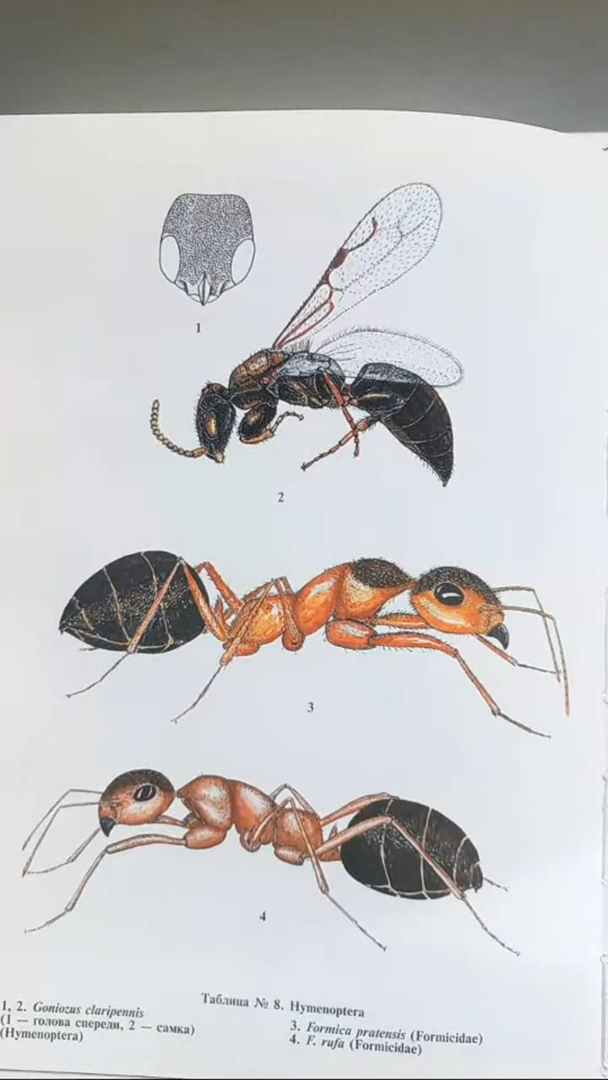 1
2
3
4
Таблица № 8. Hymenoptera
1, 2. Goniozus claripennis
(1 — голова спереди, 2 — самка)
(Hymenoptera)
3. Formica pratensis (Formicidae)
4. F. rufa (Formicidae)